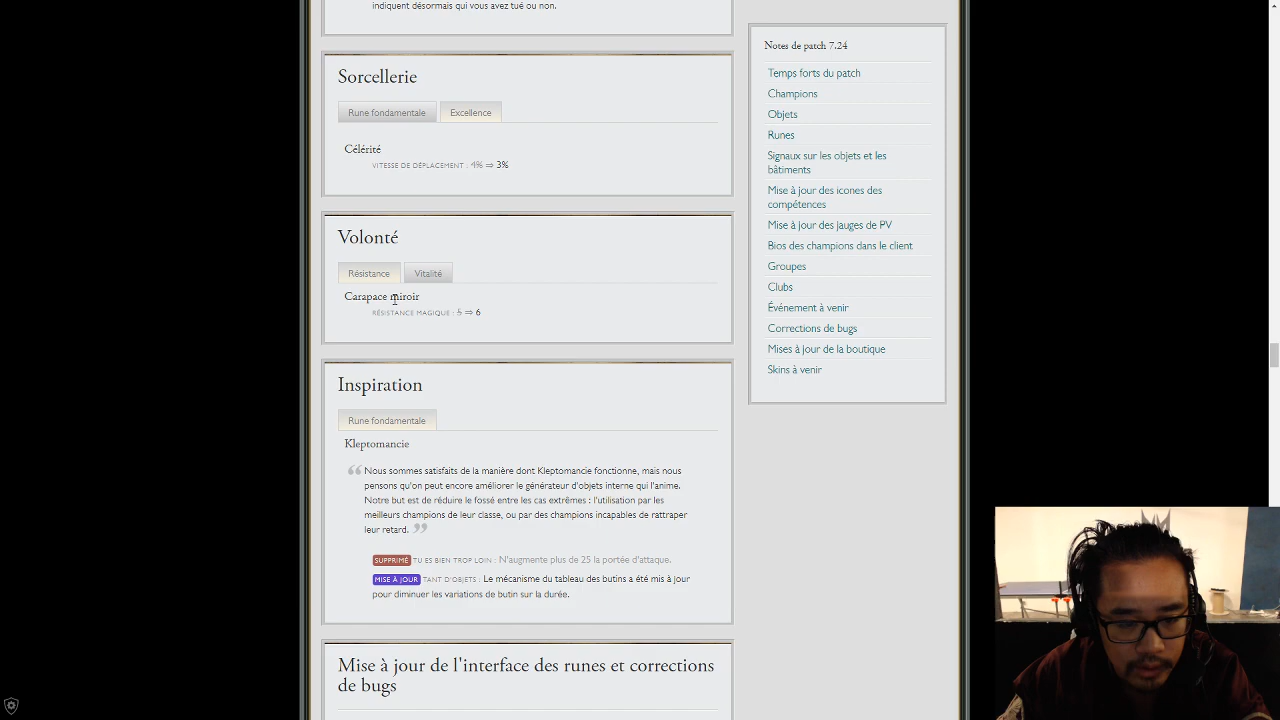 indiquent désormais qui vous avez tué ou non.
Sorcellerie
Rune fondamentale
Excellence
Célérité
VITESSE DE DÉPLACEMENT : 4% ⇒ 3%
Volonté
Résistance
Vitalité
Carapace miroir
RÉSISTANCE MAGIQUE : 5 ⇒ 6
Inspiration
Rune fondamentale
Kleptomancie
Nous sommes satisfaits de la manière dont Kleptomancie fonctionne, mais nous
pensons qu'on peut encore améliorer le générateur d'objets interne qui l'anime.
Notre but est de réduire le fossé entre les cas extrêmes : l'utilisation par les
meilleurs champions de leur classe, ou par des champions incapables de rattraper
leur retard.
SUPPRIMÉ TU ES BIEN TROP LOIN : N'augmente plus de 25 la portée d'attaque.
MISE À JOUR TANT D'OBJETS : Le mécanisme du tableau des butins a été mis à jour
pour diminuer les variations de butin sur la durée.
Mise à jour de l'interface des runes et corrections
de bugs
Notes de patch 7.24
Temps forts du patch
Champions
Objets
Runes
Signaux sur les objets et les
bâtiments
Mise à jour des icones des
compétences
Mise à jour des jauges de PV
Bios des champions dans le client
Groupes
Clubs
Événement à venir
Corrections de bugs
Mises à jour de la boutique
Skins à venir